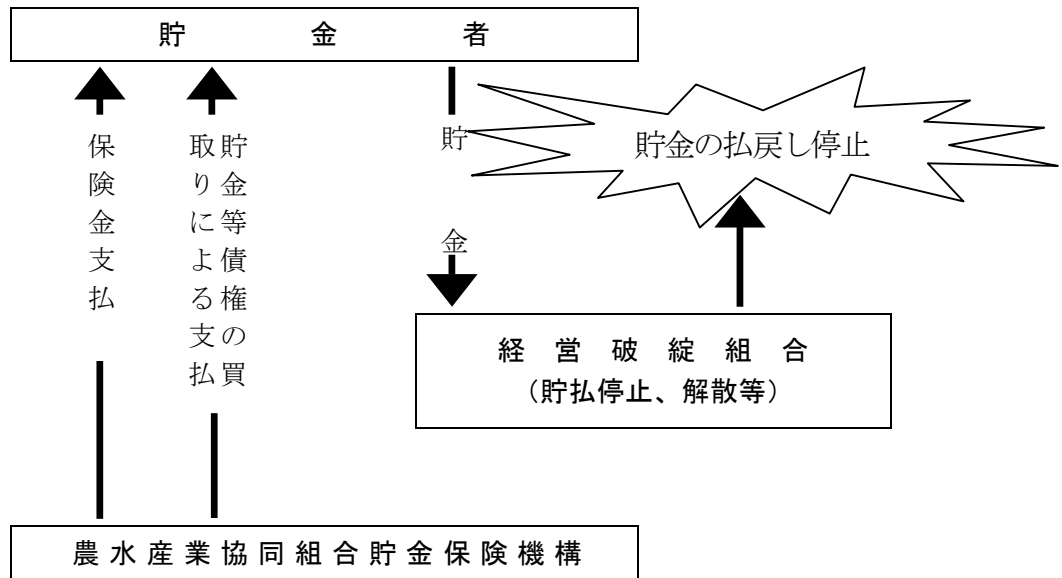 貯金者
保険金支払
貯金等債権の買
取りによる支払
貯金
貯金の払戻し停止
経営破綻組合
（貯払停止、解散等）
農水産業協同組合貯金保険機構